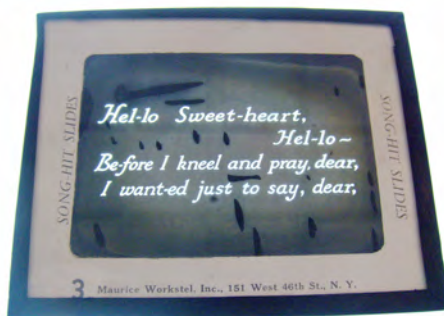 SONG-HIT SLIDES
Hel-lo Sweet-heart,
Hel-lo~
Be-fore I kneel and pray, dear,
I want-ed just to say, dear,
SONG-HIT SLIDES
3. Maurice Workstel, Inc., 151 West 46th St., N. Y.